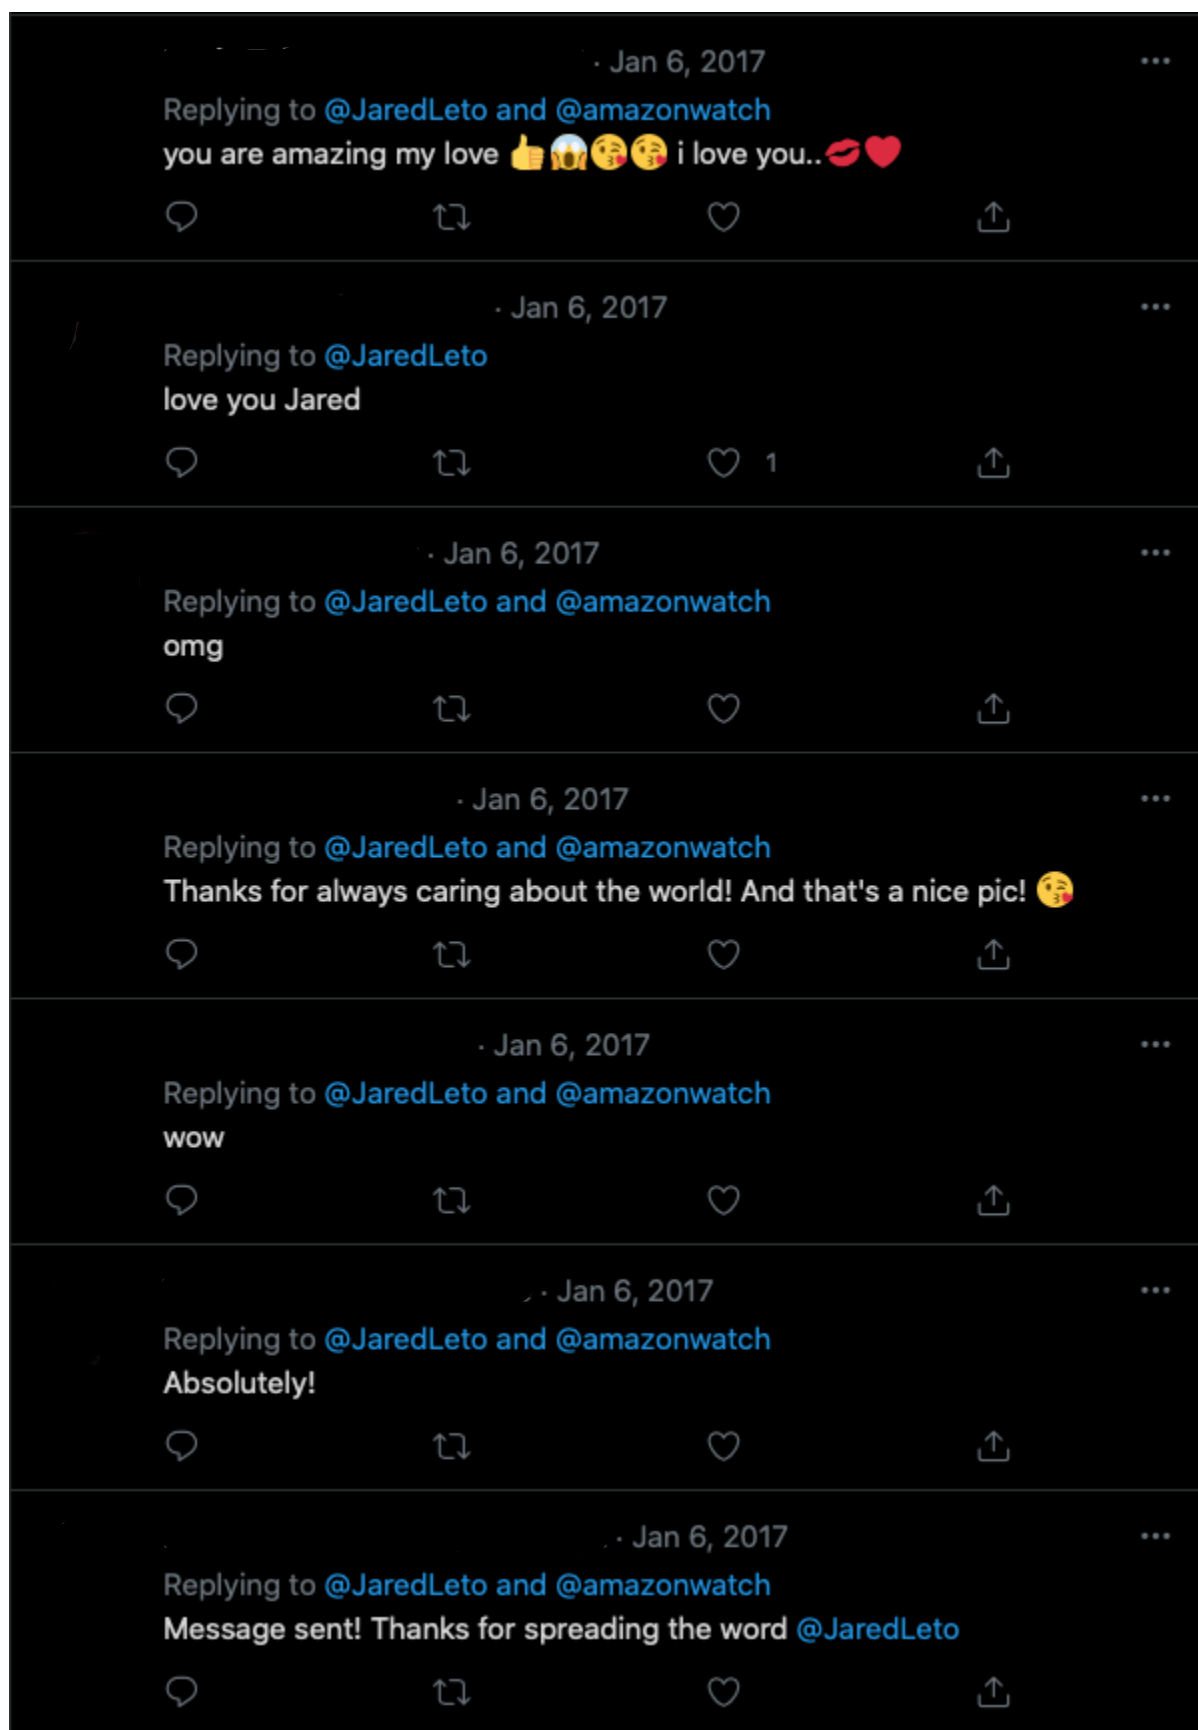 · Jan 6, 2017
Replying to @JaredLeto and @amazonwatch
you are amazing my love 👍😱😘😘 i love you..💋❤️
· Jan 6, 2017
Replying to @JaredLeto
love you Jared
1
· Jan 6, 2017
Replying to @JaredLeto and @amazonwatch
omg
· Jan 6, 2017
Replying to @JaredLeto and @amazonwatch
Thanks for always caring about the world! And that's a nice pic! 😘
· Jan 6, 2017
Replying to @JaredLeto and @amazonwatch
wow
· Jan 6, 2017
Replying to @JaredLeto and @amazonwatch
Absolutely!
· Jan 6, 2017
Replying to @JaredLeto and @amazonwatch
Message sent! Thanks for spreading the word @JaredLeto